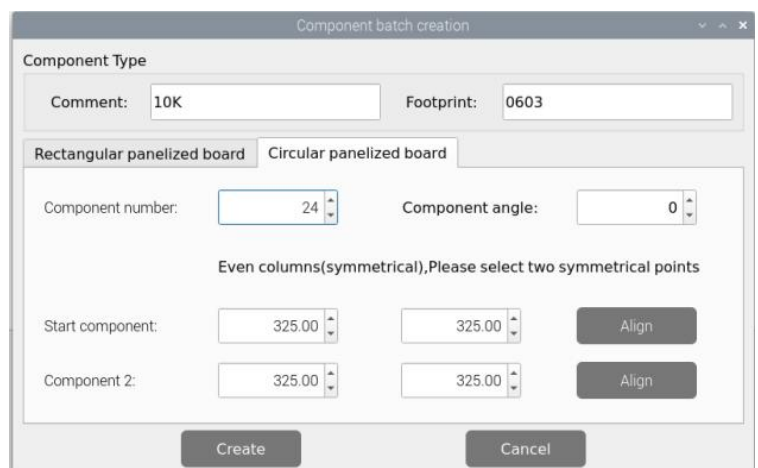 Component batch creation
Component Type
Comment: 10K Footprint: 0603
Rectangular panelized board Circular panelized board
Component number: 24 Component angle: 0
Even columns(symmetrical),Please select two symmetrical points
Start component: 325.00 325.00 Align
Component 2: 325.00 325.00 Align
Create Cancel